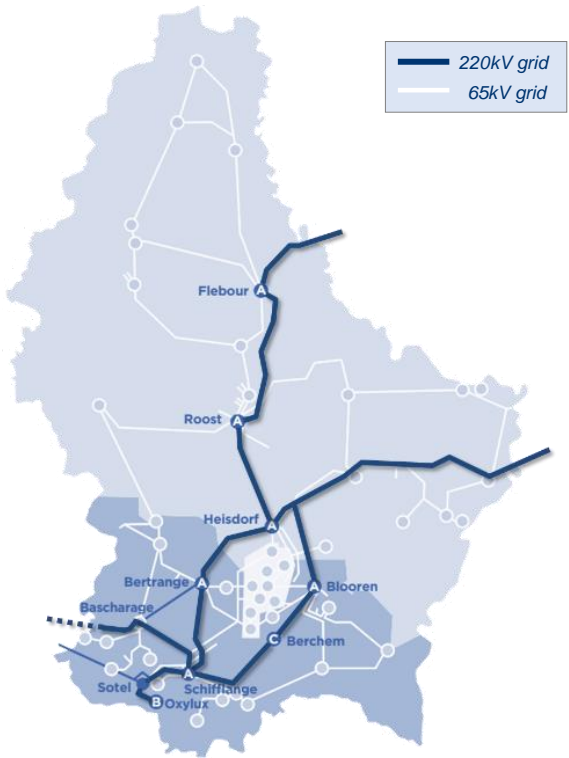 220kV grid
65kV grid
Flebour A
Roost A
Heisdorf
A
Bertrange A
A Blooren
Bascharage
C Berchem
A
Sotel
Schifflange
B Oxylux